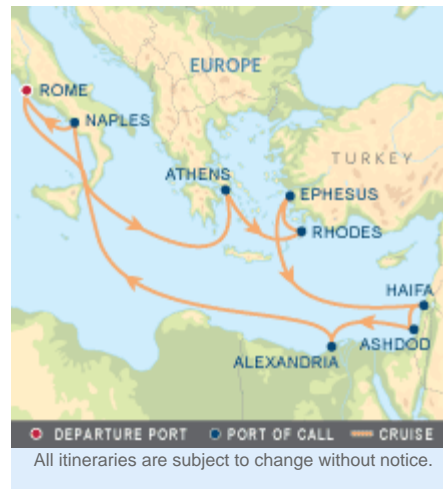 EUROPE
ROME
NAPLES
TURKEY
ATHENS
EPHESUS
RHODES
HAIFA
ASHDOD
ALEXANDRIA
DEPARTURE PORT PORT OF CALL CRUISE
All itineraries are subject to change without notice.